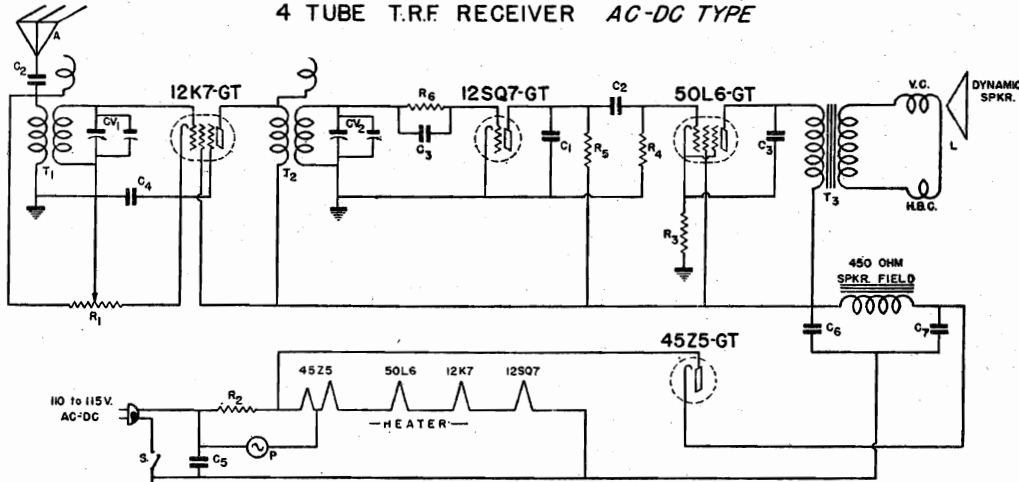 4 TUBE T.R.F. RECEIVER AC-DC TYPE
A
C2
12K7-GT
R6
12SQ7-GT
C2
50L6-GT
V.C.
DYNAMIC
SPKR.
CV1
CV2
C3
C1
R5
R4
C3
L
T1
T2
T3
H.B.C.
C4
R3
450 OHM
SPKR. FIELD
R1
C6
C7
45Z5-GT
45Z5
50L6
12K7
12SQ7
110 to 115V.
AC-DC
R2
HEATER
S.
C5
P